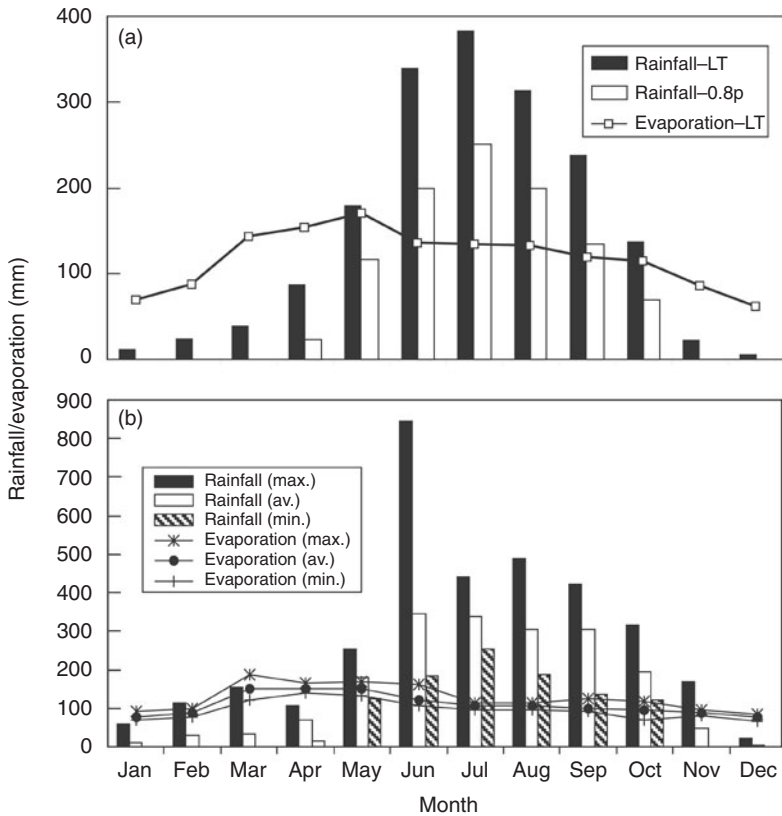 (a)
400
300
200
100
0
Rainfall–LT
Rainfall–0.8p
Evaporation–LT
Rainfall/evaporation (mm)
(b)
900
800
700
600
500
400
300
200
100
0
Rainfall (max.)
Rainfall (av.)
Rainfall (min.)
Evaporation (max.)
Evaporation (av.)
Evaporation (min.)
Jan Feb Mar Apr May Jun Jul Aug Sep Oct Nov Dec
Month